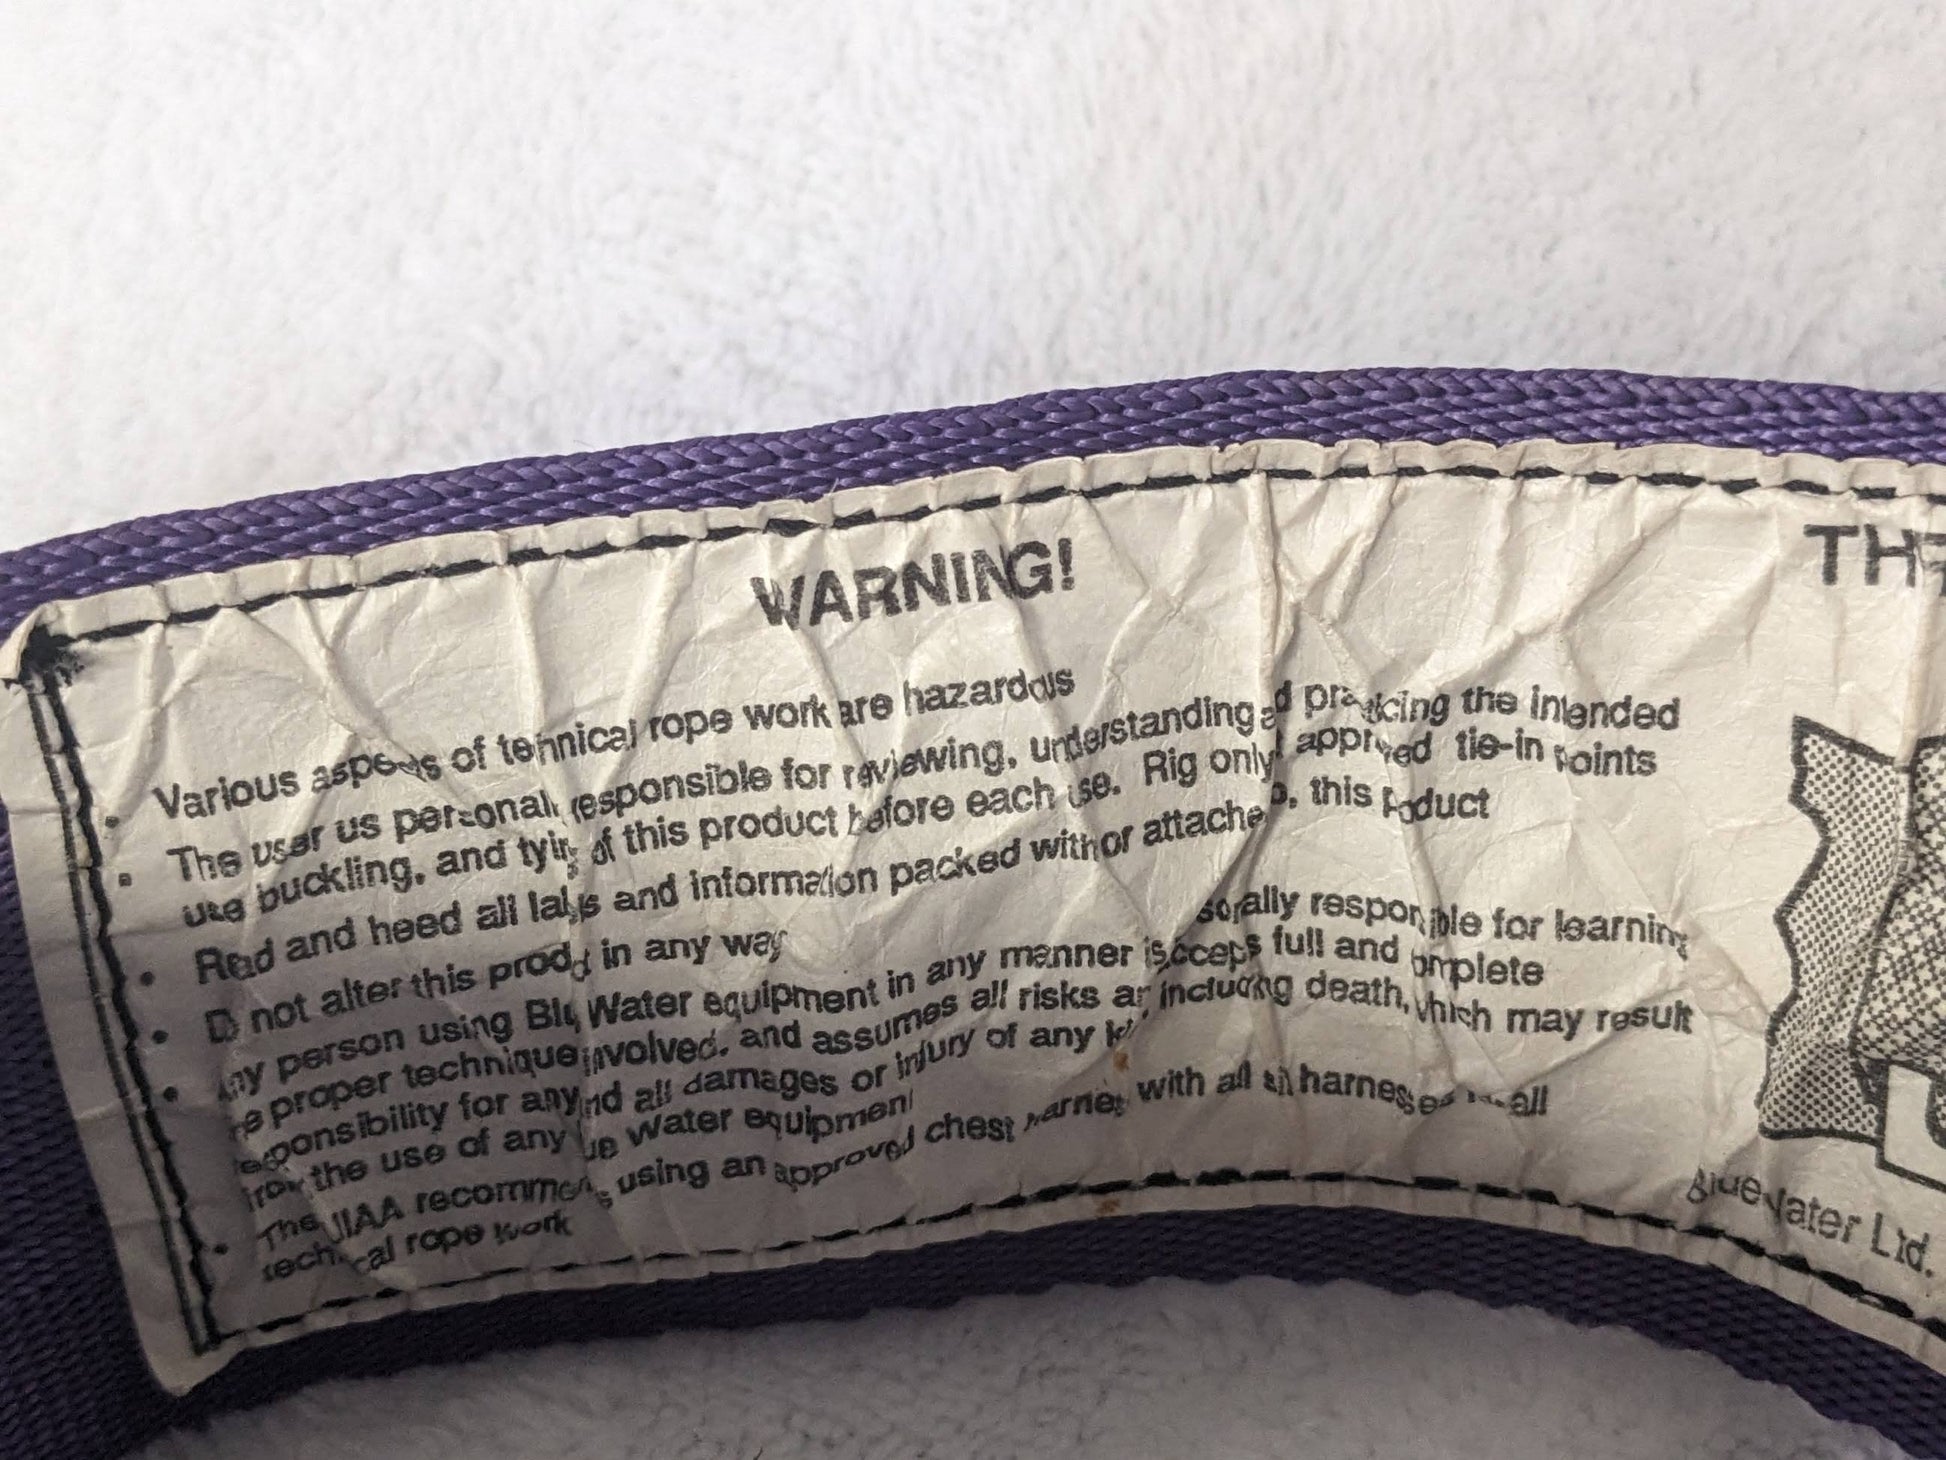 WARNING!
Various aspects of technical rope work are hazardous
The user us personally responsible for reviewing, understanding and practicing the intended
use buckling, and tying of this product before each use. Rig only approved tie-in points
Read and heed all labels and information packed with or attached to, this product
Do not alter this product in any way
Any person using Blue Water equipment in any manner is personally responsible for learning
the proper technique involved, and assumes all risks and accepts full and complete
responsibility for any and all damages or injury of any kind including death, which may result
from the use of any Blue Water equipment
The UIAA recommends using an approved chest harness with all sit harnesses in all
technical rope work
BlueWater Ltd.